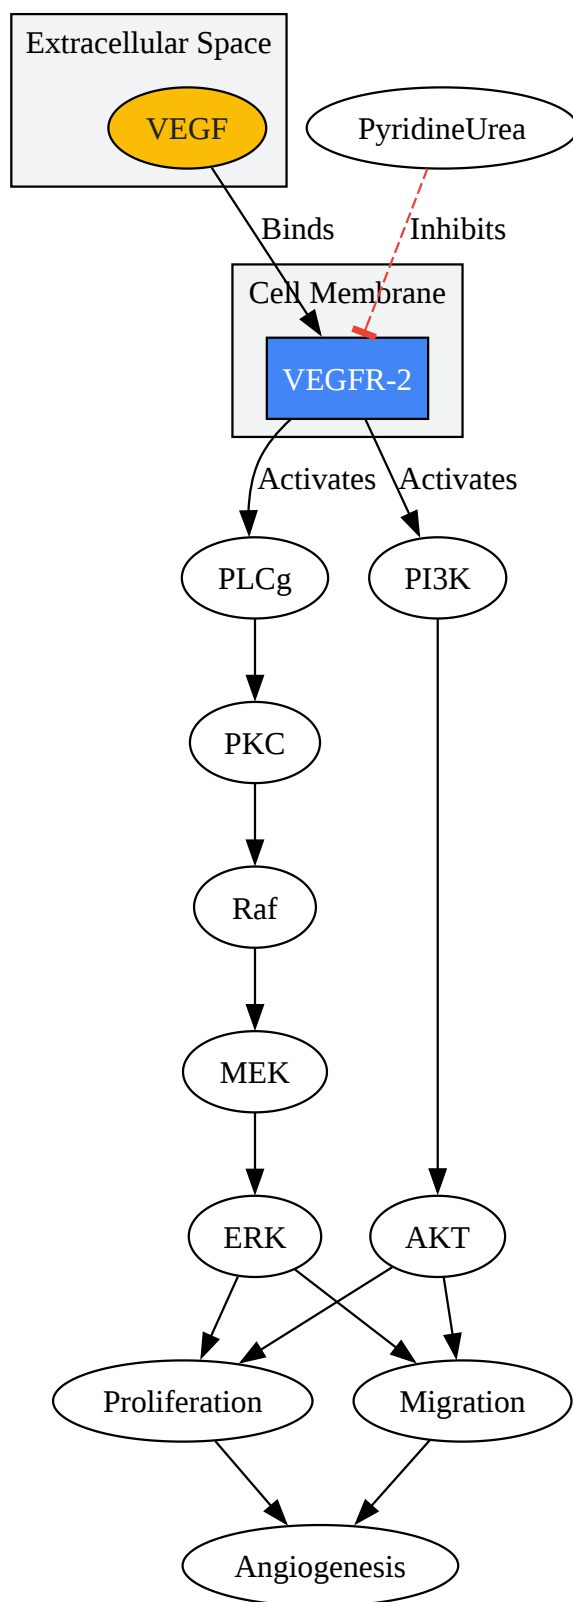 Extracellular Space
VEGF
PyridineUrea
Binds
Inhibits
Cell Membrane
VEGFR-2
Activates
Activates
PLCg
PI3K
PKC
Raf
MEK
ERK
AKT
Proliferation
Migration
Angiogenesis